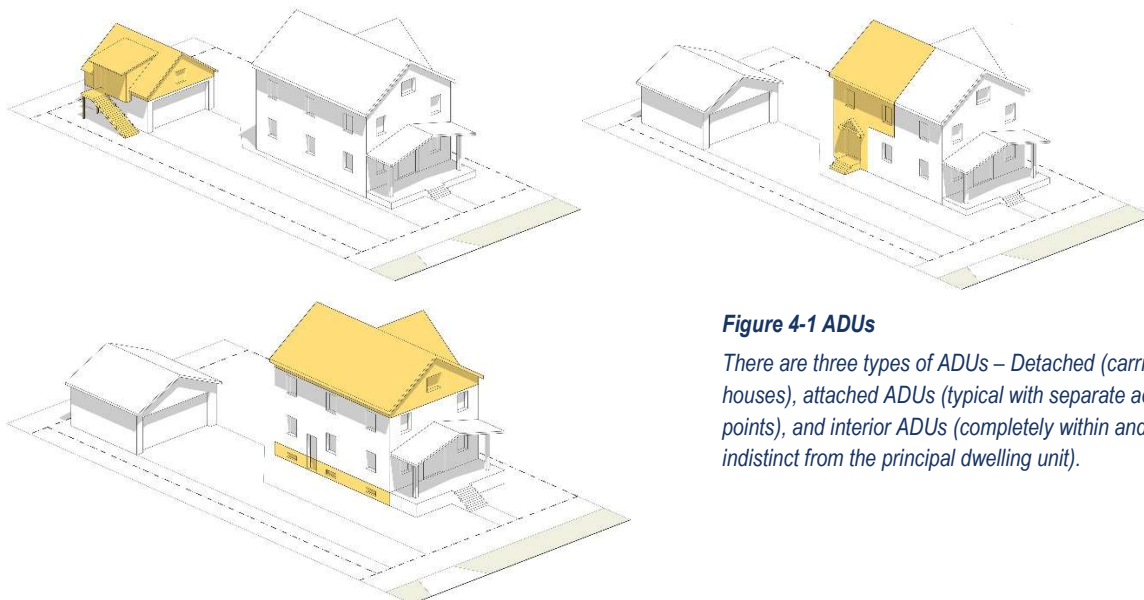 Figure 4-1 ADUs
There are three types of ADUs – Detached (carri
houses), attached ADUs (typical with separate a
points), and interior ADUs (completely within and
indistinct from the principal dwelling unit).